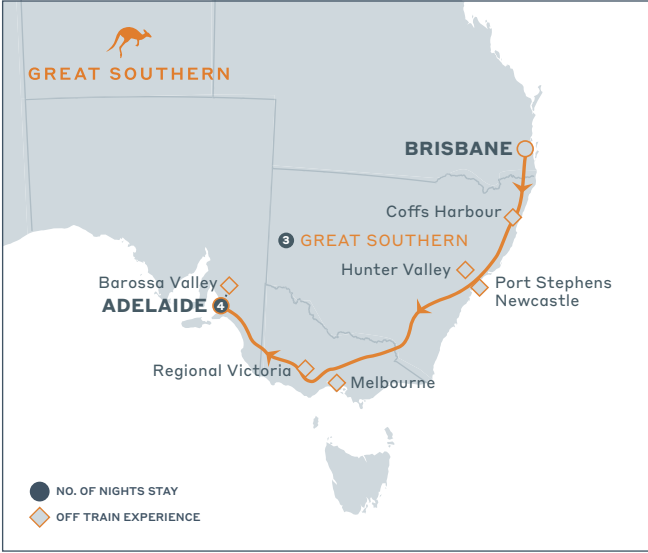 GREAT SOUTHERN
BRISBANE
Coffs Harbour
3 GREAT SOUTHERN
Hunter Valley
Port Stephens
Newcastle
Barossa Valley
ADELAIDE 4
Regional Victoria
Melbourne
NO. OF NIGHTS STAY
OFF TRAIN EXPERIENCE